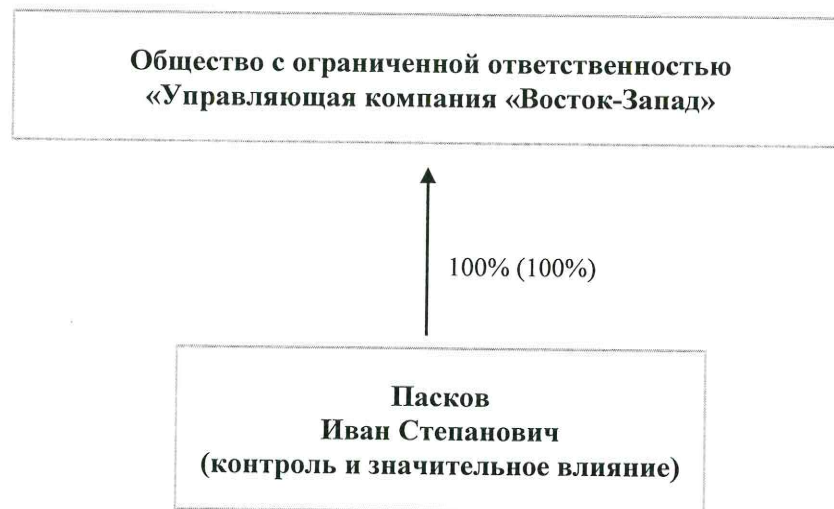 Общество с ограниченной ответственностью
«Управляющая компания «Восток-Запад»
100% (100%)
Пасков
Иван Степанович
(контроль и значительное влияние)